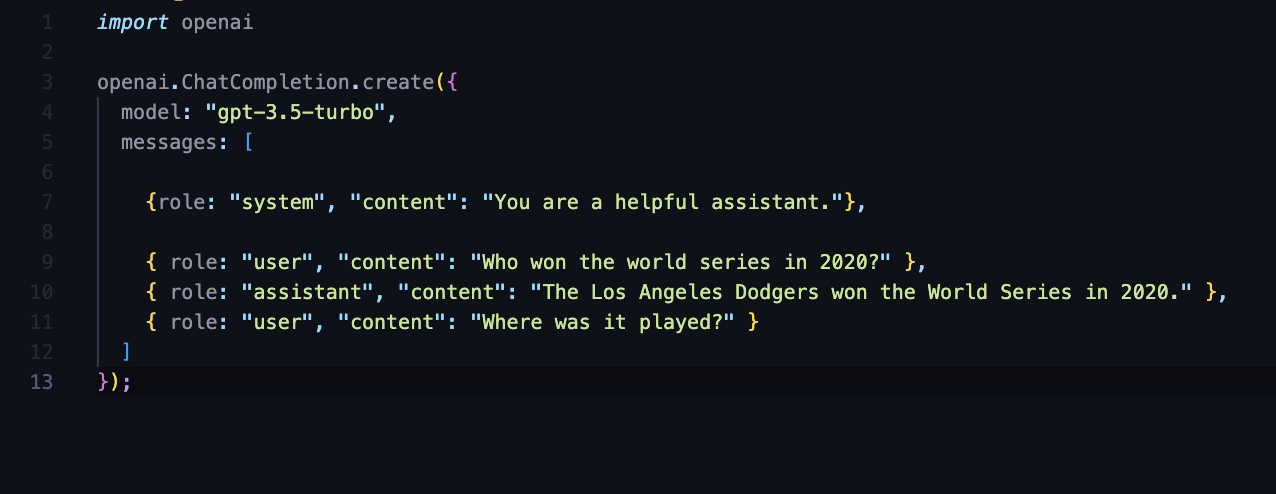 1 import openai
2
3 openai.ChatCompletion.create({
4   model: "gpt-3.5-turbo",
5   messages: [
6
7     {role: "system", "content": "You are a helpful assistant."},
8
9     { role: "user", "content": "Who won the world series in 2020?" },
10     { role: "assistant", "content": "The Los Angeles Dodgers won the World Series in 2020." },
11     { role: "user", "content": "Where was it played?" }
12   ]
13 });